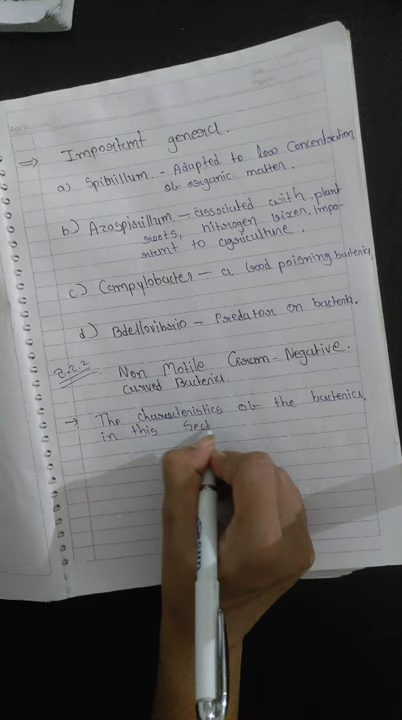 ⇒ Important generd.
a) Spirillum. - Adapted to low concentration
of organic matter.
b) Azospirillum — associated with plant
roots, nitrogen fixer. impo-
rtant to agriculture.
c) Campylobacter — a food poisoning bacteria,
d) Bdellovibrio — Predator on bacteria.
2.2.2 Non Motile Gram-Negative.
curved Bacteria.
→ The characteristics of the bacteria
in this Sect